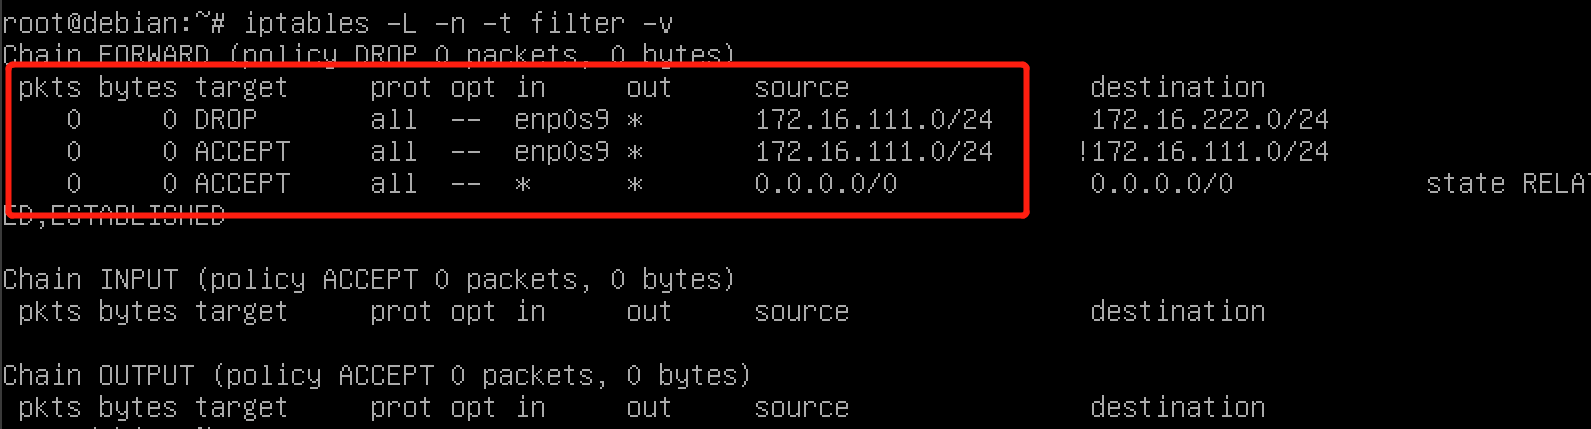 root@debian:~# iptables -L -n -t filter -v
Chain FORWARD (policy DROP 0 packets, 0 bytes)
 pkts bytes target     prot opt in     out     source               destination
    0     0 DROP       all  --  enp0s9 *       172.16.111.0/24      172.16.222.0/24
    0     0 ACCEPT     all  --  enp0s9 *       172.16.111.0/24     !172.16.111.0/24
    0     0 ACCEPT     all  --  *      *       0.0.0.0/0            0.0.0.0/0            state RELAT
ED,ESTABLISHED
Chain INPUT (policy ACCEPT 0 packets, 0 bytes)
 pkts bytes target     prot opt in     out     source               destination
Chain OUTPUT (policy ACCEPT 0 packets, 0 bytes)
 pkts bytes target     prot opt in     out     source               destination